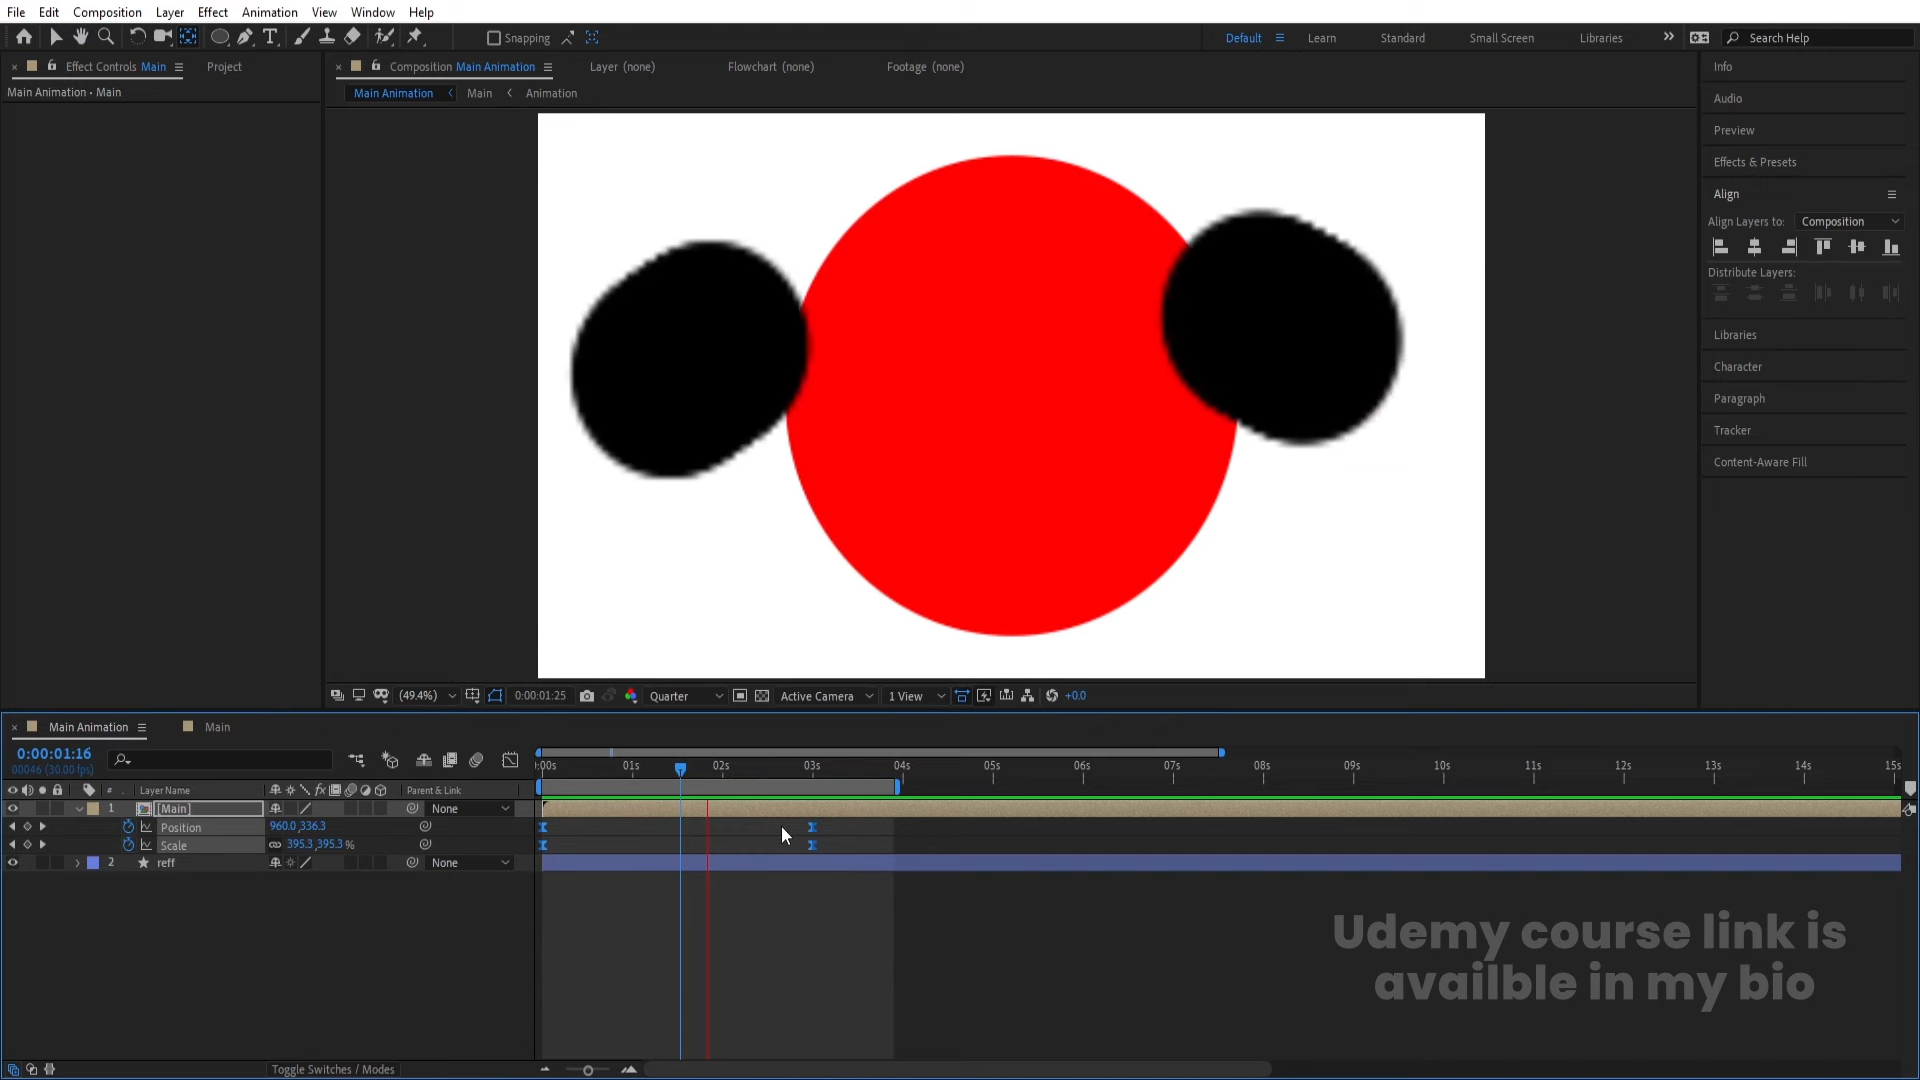 File Edit Composition Layer Effect Animation View Window Help
Snapping
Default Learn Standard Small Screen Libraries Search Help
Effect Controls Main Project
Composition Main Animation Layer (none) Flowchart (none) Footage (none)
Main Animation • Main
Main Animation Main Animation
Info
Audio
Preview
Effects & Presets
Align
Align Layers to: Composition
Distribute Layers:
Libraries
Character
Paragraph
Tracker
Content-Aware Fill
(49.4%) 0:00:01:25 Quarter Active Camera 1 View +0.0
Main Animation Main
0:00:01:16
00046 (30.00 fps)
:00s 01s 02s 03s 04s 05s 06s 07s 08s 09s 10s 11s 12s 13s 14s 15s
# Layer Name fx Parent & Link
1 [Main] None
Position 960.0,336.3
Scale 395.3,395.3%
2 reff None
Udemy course link is
availble in my bio
Toggle Switches / Modes